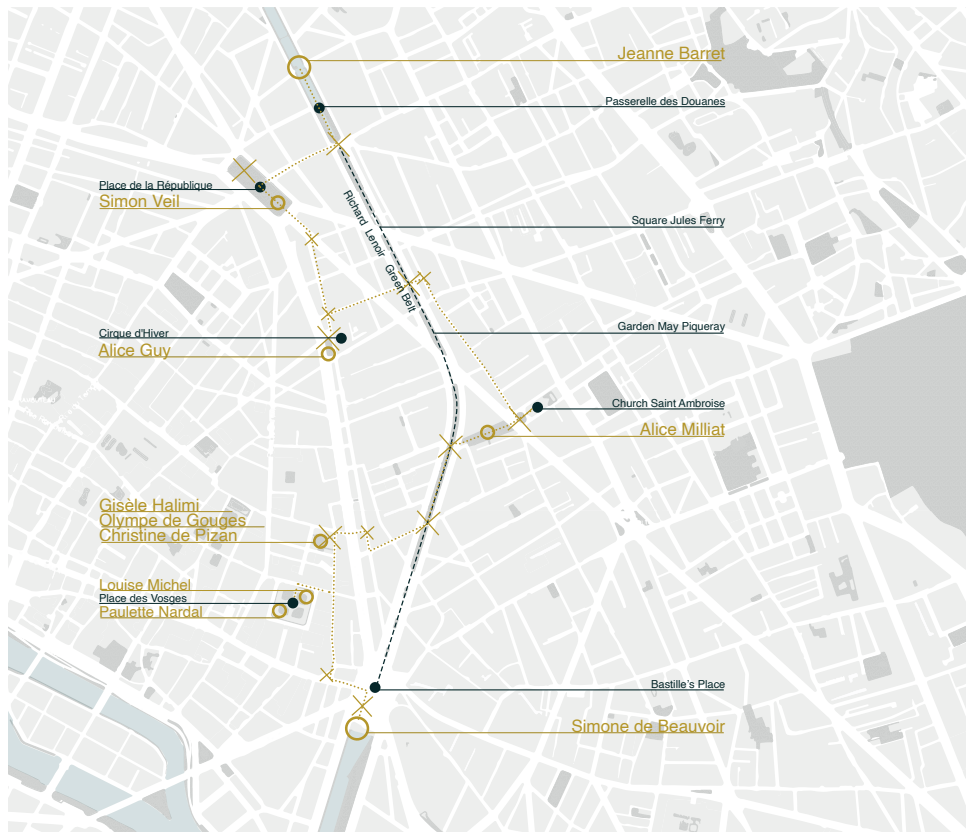 Jeanne Barret
Passerelle des Douanes
Place de la République
Simon Veil
Richard Lenoir Green Belt
Square Jules Ferry
Garden May Piqueray
Cirque d'Hiver
Alice Guy
Church Saint Ambroise
Alice Milliat
Gisèle Halimi
Olympe de Gouges
Christine de Pizan
Louise Michel
Place des Vosges
Paulette Nardal
Bastille's Place
Simone de Beauvoir